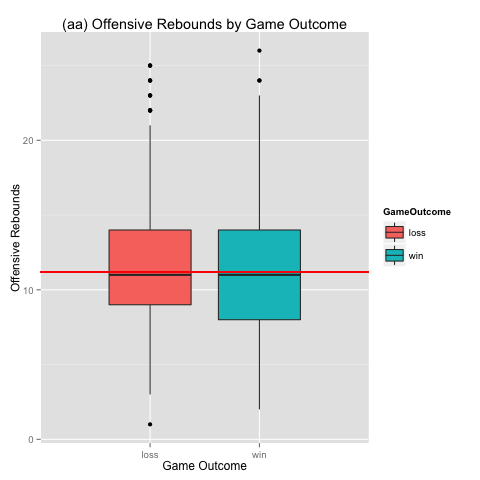 (aa) Offensive Rebounds by Game Outcome
Offensive Rebounds
20
10
0
loss
win
Game Outcome
GameOutcome
loss
win